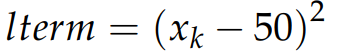 lterm = (x_k − 50)^2